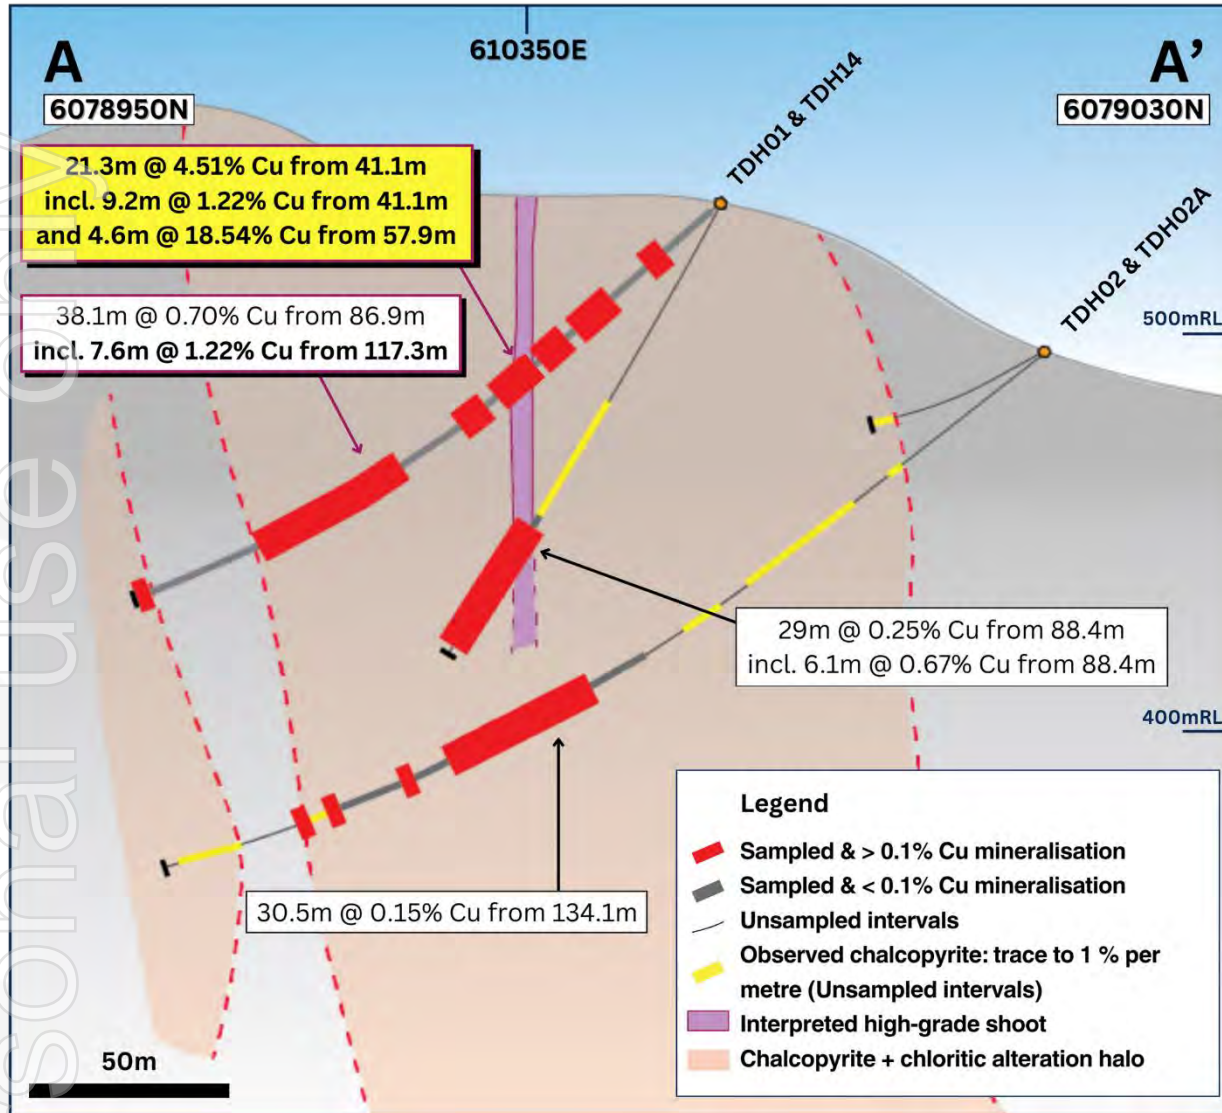 A
610350E
A’
6078950N
6079030N
TDH01 & TDH14
21.3m @ 4.51% Cu from 41.1m
incl. 9.2m @ 1.22% Cu from 41.1m
and 4.6m @ 18.54% Cu from 57.9m
TDH02 & TDH02A
38.1m @ 0.70% Cu from 86.9m
incl. 7.6m @ 1.22% Cu from 117.3m
500mRL
29m @ 0.25% Cu from 88.4m
incl. 6.1m @ 0.67% Cu from 88.4m
400mRL
30.5m @ 0.15% Cu from 134.1m
Legend
Sampled & > 0.1% Cu mineralisation
Sampled & < 0.1% Cu mineralisation
Unsampled intervals
Observed chalcopyrite: trace to 1 % per
metre (Unsampled intervals)
Interpreted high-grade shoot
Chalcopyrite + chloritic alteration halo
50m
sonal use only